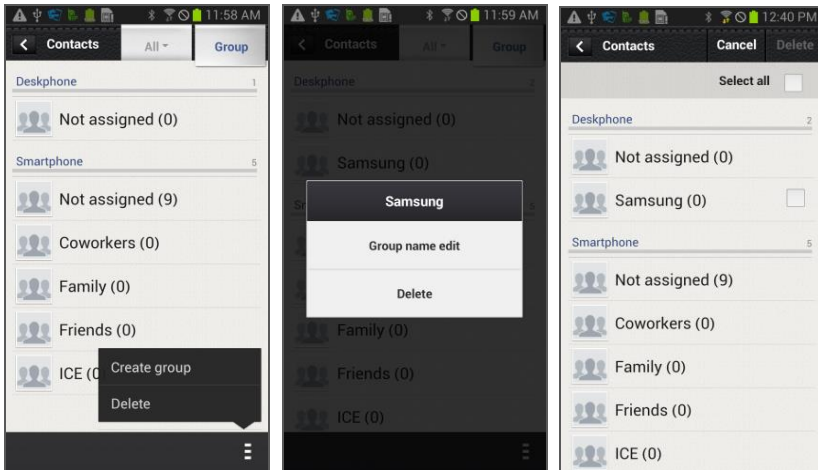 11:58 AM
Contacts All Group
Deskphone 1
Not assigned (0)
Smartphone 5
Not assigned (9)
Coworkers (0)
Family (0)
Friends (0)
ICE (0
Create group
Delete
11:59 AM
Contacts All Group
Deskphone 2
Not assigned (0)
Samsung (0)
Sr 5
Samsung
Group name edit
Delete
Family (0)
Friends (0)
ICE (0)
12:40 PM
Contacts Cancel Delete
Select all
Deskphone 2
Not assigned (0)
Samsung (0)
Smartphone 5
Not assigned (9)
Coworkers (0)
Family (0)
Friends (0)
ICE (0)